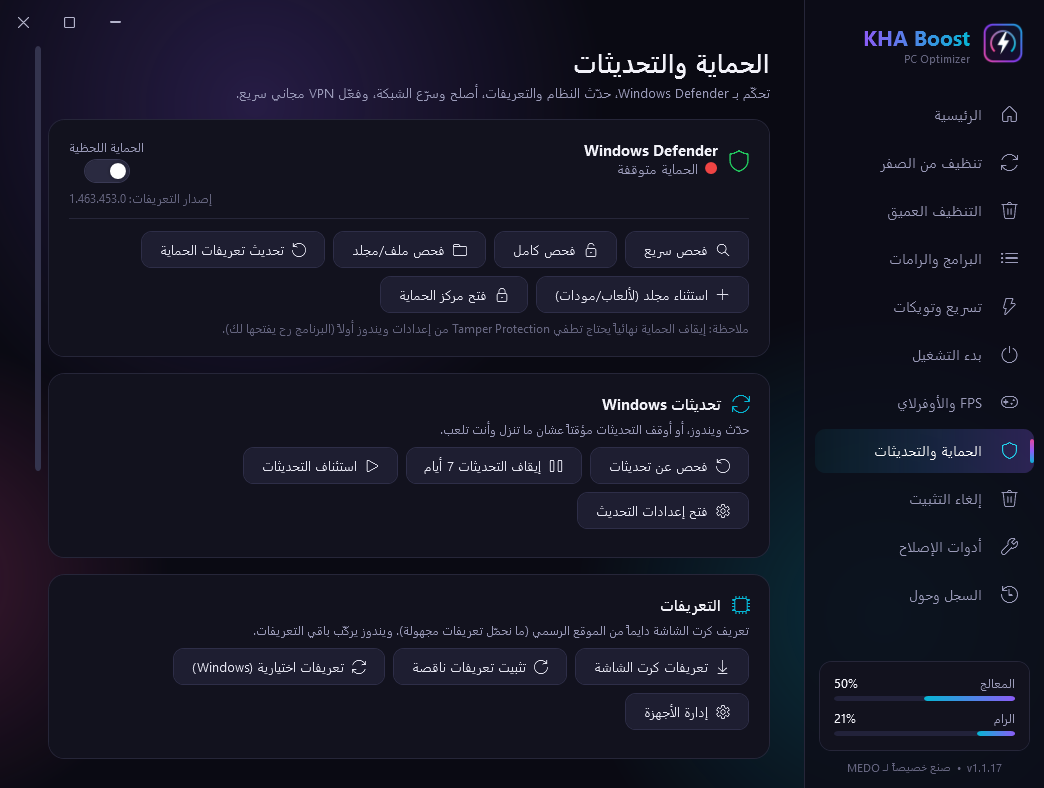 KHA Boost
PC Optimizer
الرئيسية
تنظيف من الصفر
التنظيف العميق
البرامج والرامات
تسريع وتويكات
بدء التشغيل
FPS والأوفرلاي
الحماية والتحديثات
إلغاء التثبيت
أدوات الإصلاح
السجل وحول
المعالج 50%
الرام 21%
v1.1.17 • صنع خصيصاً لـ MEDO
الحماية والتحديثات
تحكّم بـ Windows Defender، حدّث النظام والتعريفات، أصلح وسرّع الشبكة، وفعّل VPN مجاني سريع.
Windows Defender
الحماية متوقفة
الحماية اللحظية
إصدار التعريفات: 1.463.453.0
فحص سريع
فحص كامل
فحص ملف/مجلد
تحديث تعريفات الحماية
استثناء مجلد (لألعاب/مودات)
فتح مركز الحماية
ملاحظة: إيقاف الحماية نهائياً يحتاج تطفي Tamper Protection من إعدادات ويندوز أولاً (البرنامج رح يفتحها لك).
تحديثات Windows
حدّث ويندوز، أو أوقف التحديثات مؤقتاً عشان ما تنزل وأنت تلعب.
فحص عن تحديثات
إيقاف التحديثات 7 أيام
استئناف التحديثات
فتح إعدادات التحديث
التعريفات
تعريف كرت الشاشة دايماً من الموقع الرسمي (ما نحمّل تعريفات مجهولة)، ويندوز يركّب باقي التعريفات.
تعريفات كرت الشاشة
تثبيت تعريفات ناقصة
تعريفات اختيارية (Windows)
إدارة الأجهزة